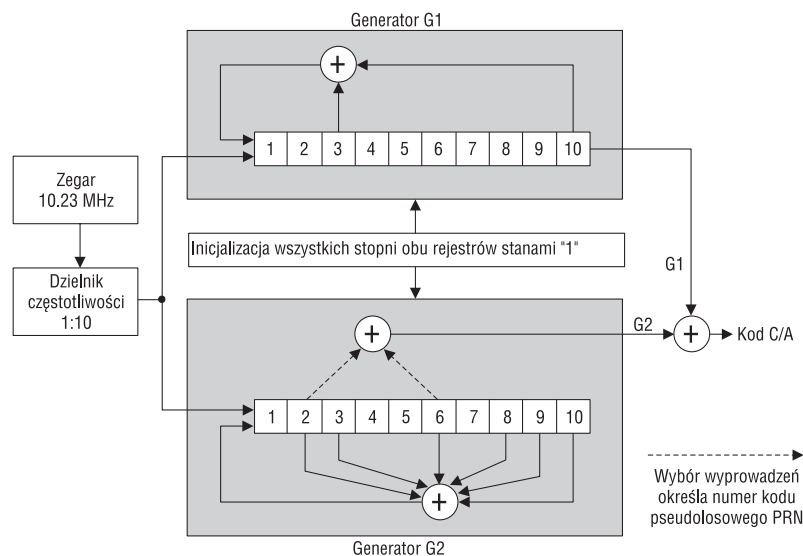 Generator G1
+
1 2 3 4 5 6 7 8 9 10
Zegar
10.23 MHz
Inicjalizacja wszystkich stopni obu rejestrów stanami "1"
Dzielnik
częstotliwości
1:10
G1
+
G2
+
Kod C/A
1 2 3 4 5 6 7 8 9 10
+
Wybór wyprowadzeń
określa numer kodu
pseudolosowego PRN
Generator G2